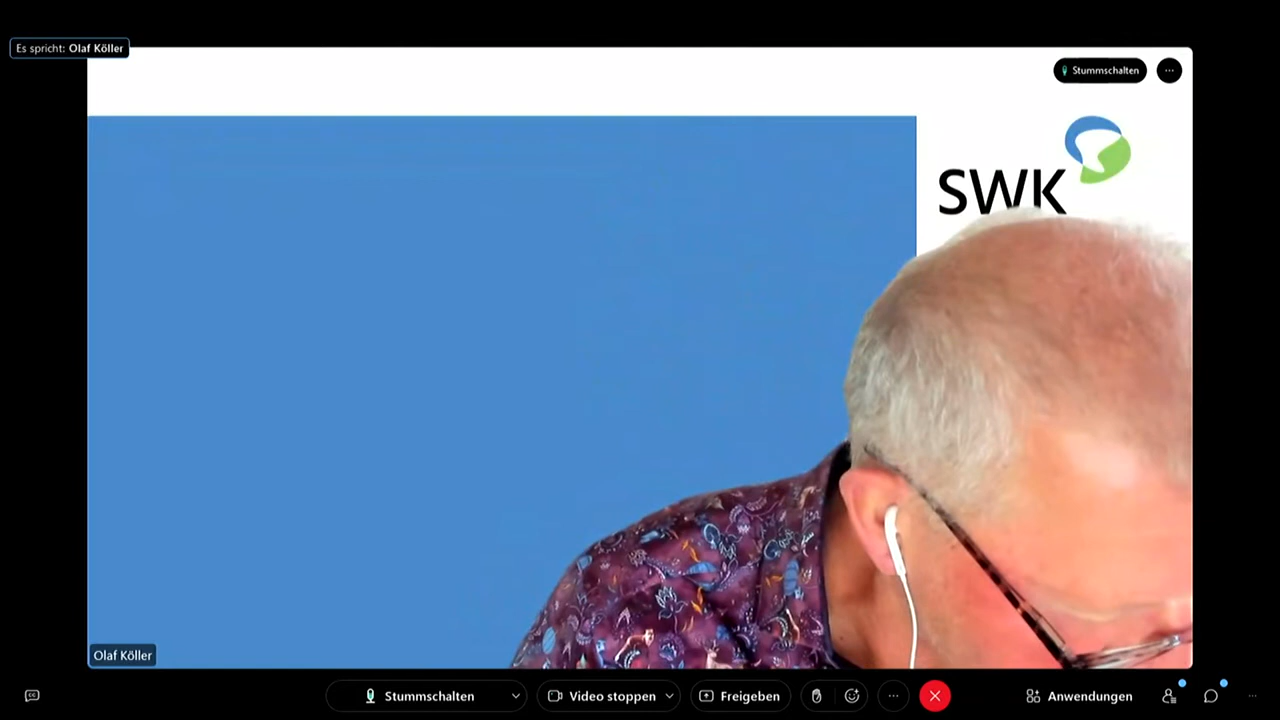 Es spricht: Olaf Köller
Stummschalten
SWK
Olaf Köller
Stummschalten
Video stoppen
Freigeben
Anwendungen